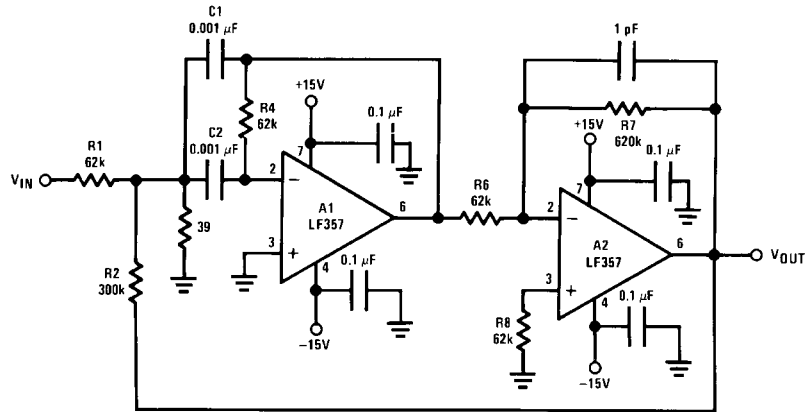 C1
0.001 μF
1 pF
+15V
R4
62k
0.1 μF
R7
620k
+15V
C2
0.001 μF
0.1 μF
R1
62k
7
7
VIN
2
−
A1
LF357
6
R6
62k
2
−
A2
LF357
6
VOUT
39
3
+
4
0.1 μF
3
+
4
0.1 μF
R2
300k
R8
62k
−15V
−15V